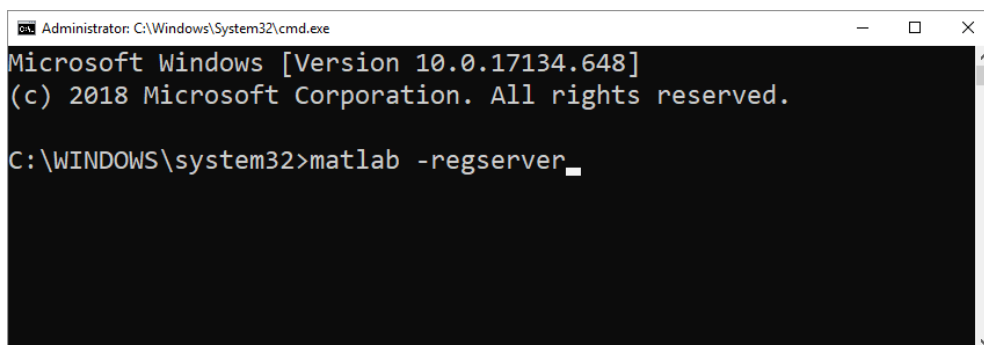 Administrator: C:\Windows\System32\cmd.exe
Microsoft Windows [Version 10.0.17134.648]
(c) 2018 Microsoft Corporation. All rights reserved.
C:\WINDOWS\system32>matlab -regserver